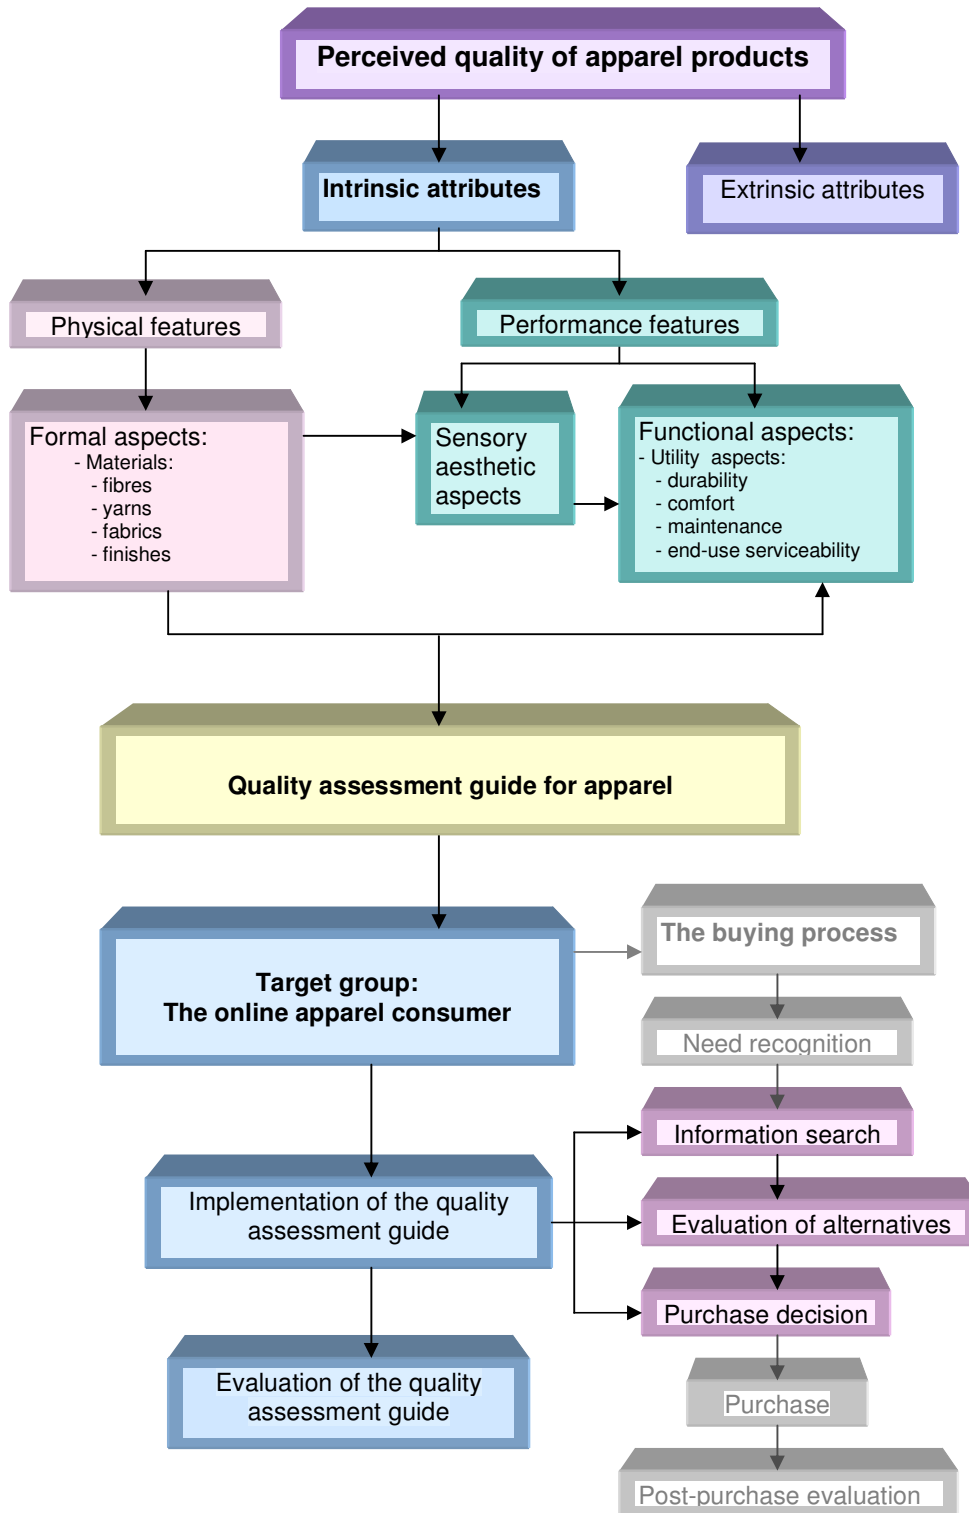 Perceived quality of apparel products
Intrinsic attributes
Extrinsic attributes
Physical features
Performance features
Formal aspects:
- Materials:
- fibres
- yarns
- fabrics
- finishes
Sensory
aesthetic
aspects
Functional aspects:
- Utility aspects:
- durability
- comfort
- maintenance
- end-use serviceability
Quality assessment guide for apparel
Target group:
The online apparel consumer
The buying process
Need recognition
Information search
Implementation of the quality
assessment guide
Evaluation of alternatives
Purchase decision
Evaluation of the quality
assessment guide
Purchase
Post-purchase evaluation